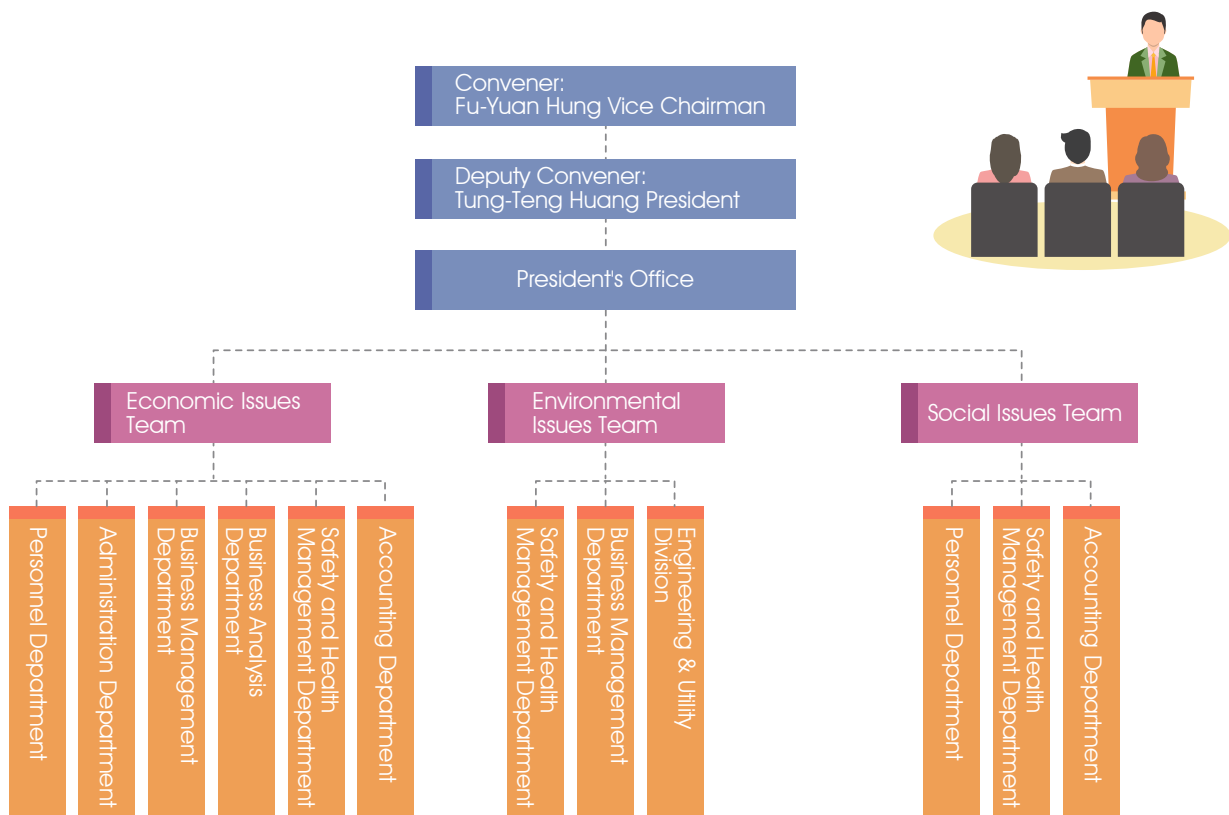 Convener:
Fu-Yuan Hung Vice Chairman
Deputy Convener:
Tung-Teng Huang President
President's Office
Economic Issues
Team
Environmental
Issues Team
Social Issues Team
Personnel Department
Administration Department
Business Management
Department
Business Analysis
Department
Safety and Health
Management Department
Accounting Department
Safety and Health
Management Department
Business Management
Department
Engineering & Utility
Division
Personnel Department
Safety and Health
Management Department
Accounting Department